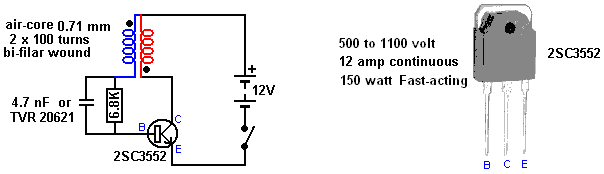 air-core 0.71 mm
2 x 100 turns
bi-filar wound
4.7 nF or
TVR 20621
6.8K
B
C
E
2SC3552
+
12V
500 to 1100 volt
12 amp continuous
150 watt Fast-acting
2SC3552
B C E